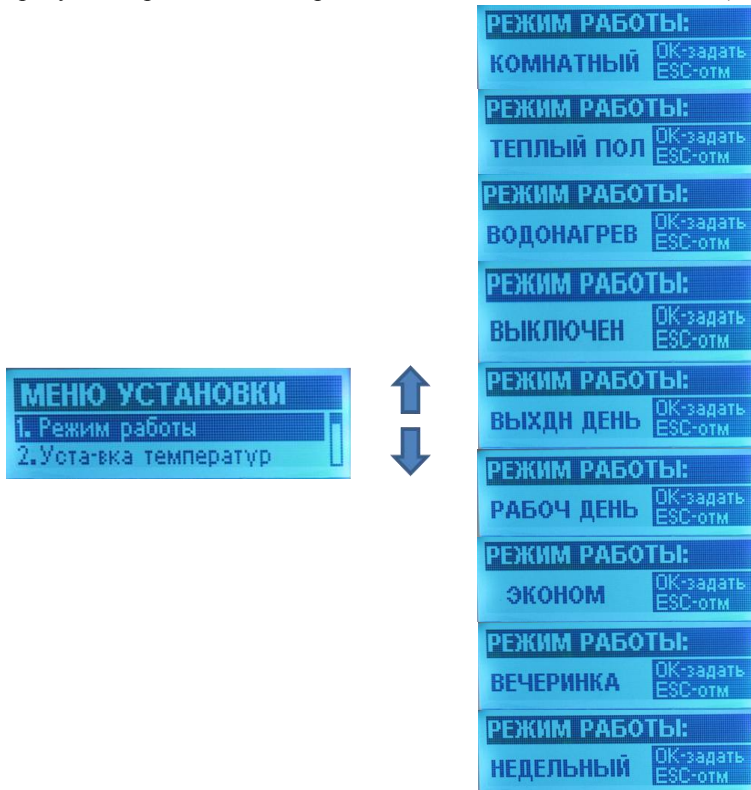 РЕЖИМ РАБОТЫ:
КОМНАТНЫЙ OK-задать
ESC-отм
РЕЖИМ РАБОТЫ:
ТЕПЛЫЙ ПОЛ OK-задать
ESC-отм
РЕЖИМ РАБОТЫ:
ВОДОНАГРЕВ OK-задать
ESC-отм
РЕЖИМ РАБОТЫ:
ВЫКЛЮЧЕН OK-задать
ESC-отм
МЕНЮ УСТАНОВКИ
1. Режим работы
2.Уста-вка температур
РЕЖИМ РАБОТЫ:
ВЫХДН ДЕНЬ OK-задать
ESC-отм
РЕЖИМ РАБОТЫ:
РАБОЧ ДЕНЬ OK-задать
ESC-отм
РЕЖИМ РАБОТЫ:
ЭКОНОМ OK-задать
ESC-отм
РЕЖИМ РАБОТЫ:
ВЕЧЕРИНКА OK-задать
ESC-отм
РЕЖИМ РАБОТЫ:
НЕДЕЛЬНЫЙ OK-задать
ESC-отм